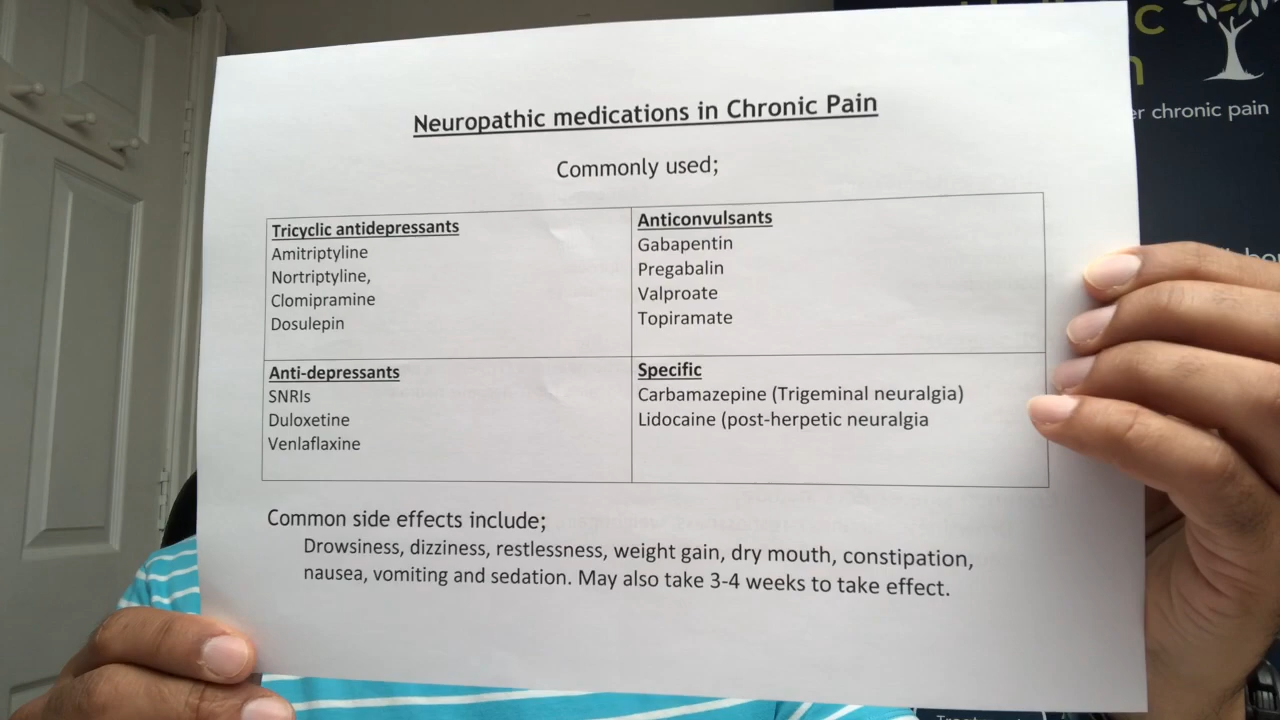 Neuropathic medications in Chronic Pain
Commonly used;
Tricyclic antidepressants
Amitriptyline
Nortriptyline,
Clomipramine
Dosulepin
Anticonvulsants
Gabapentin
Pregabalin
Valproate
Topiramate
Anti-depressants
SNRIs
Duloxetine
Venlaflaxine
Specific
Carbamazepine (Trigeminal neuralgia)
Lidocaine (post-herpetic neuralgia
Common side effects include;
Drowsiness, dizziness, restlessness, weight gain, dry mouth, constipation,
nausea, vomiting and sedation. May also take 3-4 weeks to take effect.
chronic pain